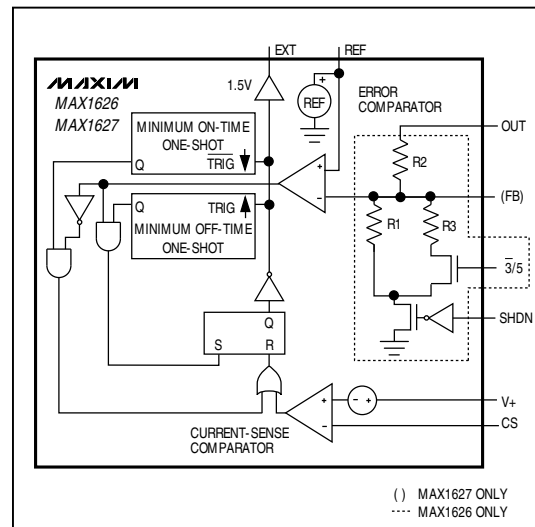 EXT REF
MAXIM
MAX1626
MAX1627
1.5V
+
REF
ERROR
COMPARATOR
MINIMUM ON-TIME
ONE-SHOT
Q TRIG
OUT
R2
+
−
(FB)
Q TRIG
MINIMUM OFF-TIME
ONE-SHOT
R1 R3
3/5
SHDN
Q
S R
+ − + V+
− CS
CURRENT-SENSE
COMPARATOR
( ) MAX1627 ONLY
----- MAX1626 ONLY